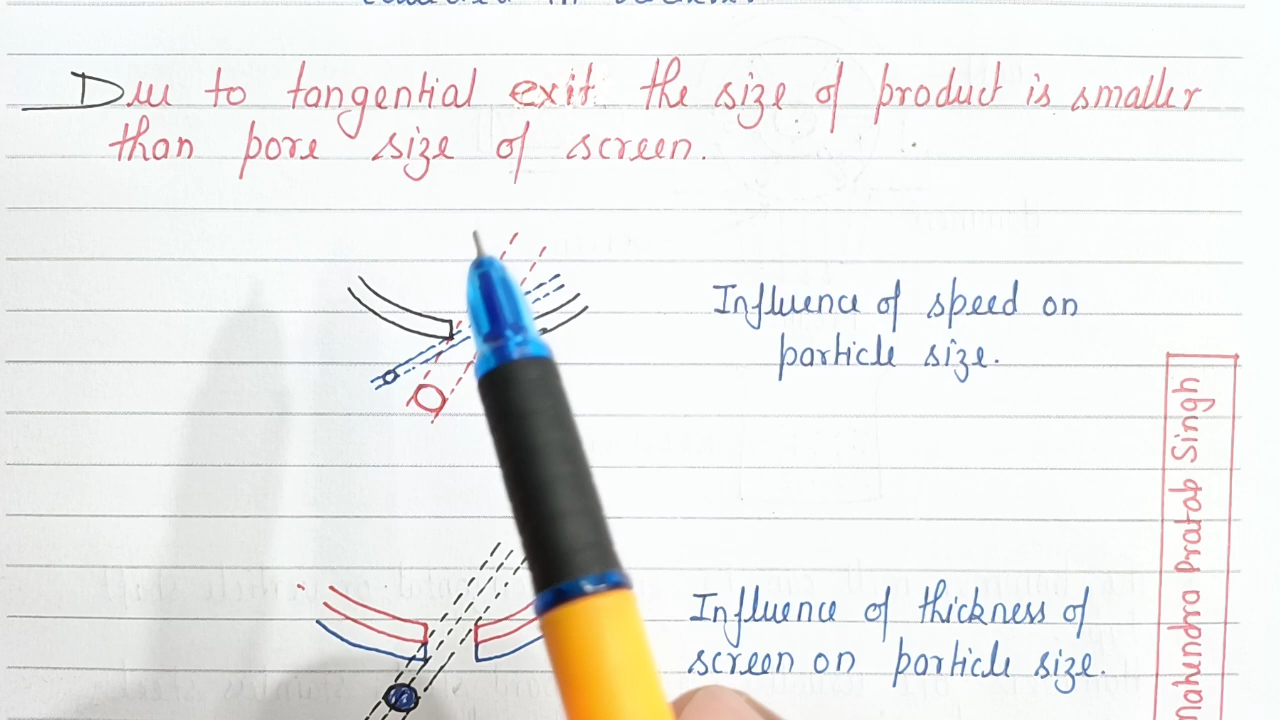 Due to tangential exit the size of product is smaller
than pore size of screen.
Influence of speed on
particle size.
Influence of thickness of
screen on particle size.
Mahendra Pratab Singh